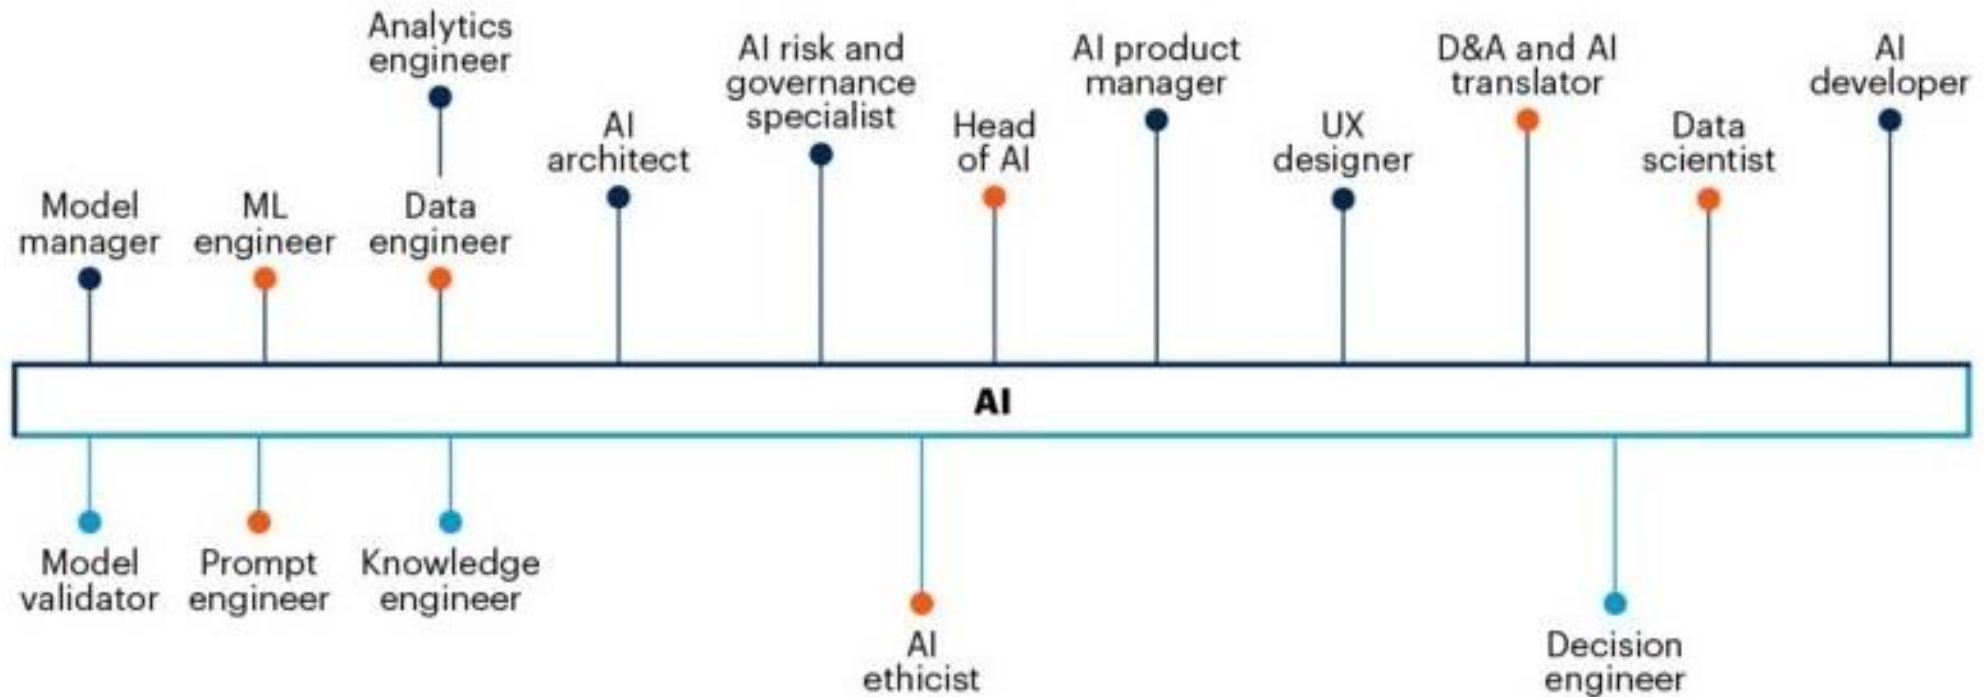 Analytics
engineer
AI risk and
governance
specialist
AI product
manager
D&A and AI
translator
AI
developer
AI
architect
Head
of AI
UX
designer
Data
scientist
Model
manager
ML
engineer
Data
engineer
AI
Model
validator
Prompt
engineer
Knowledge
engineer
AI
ethicist
Decision
engineer